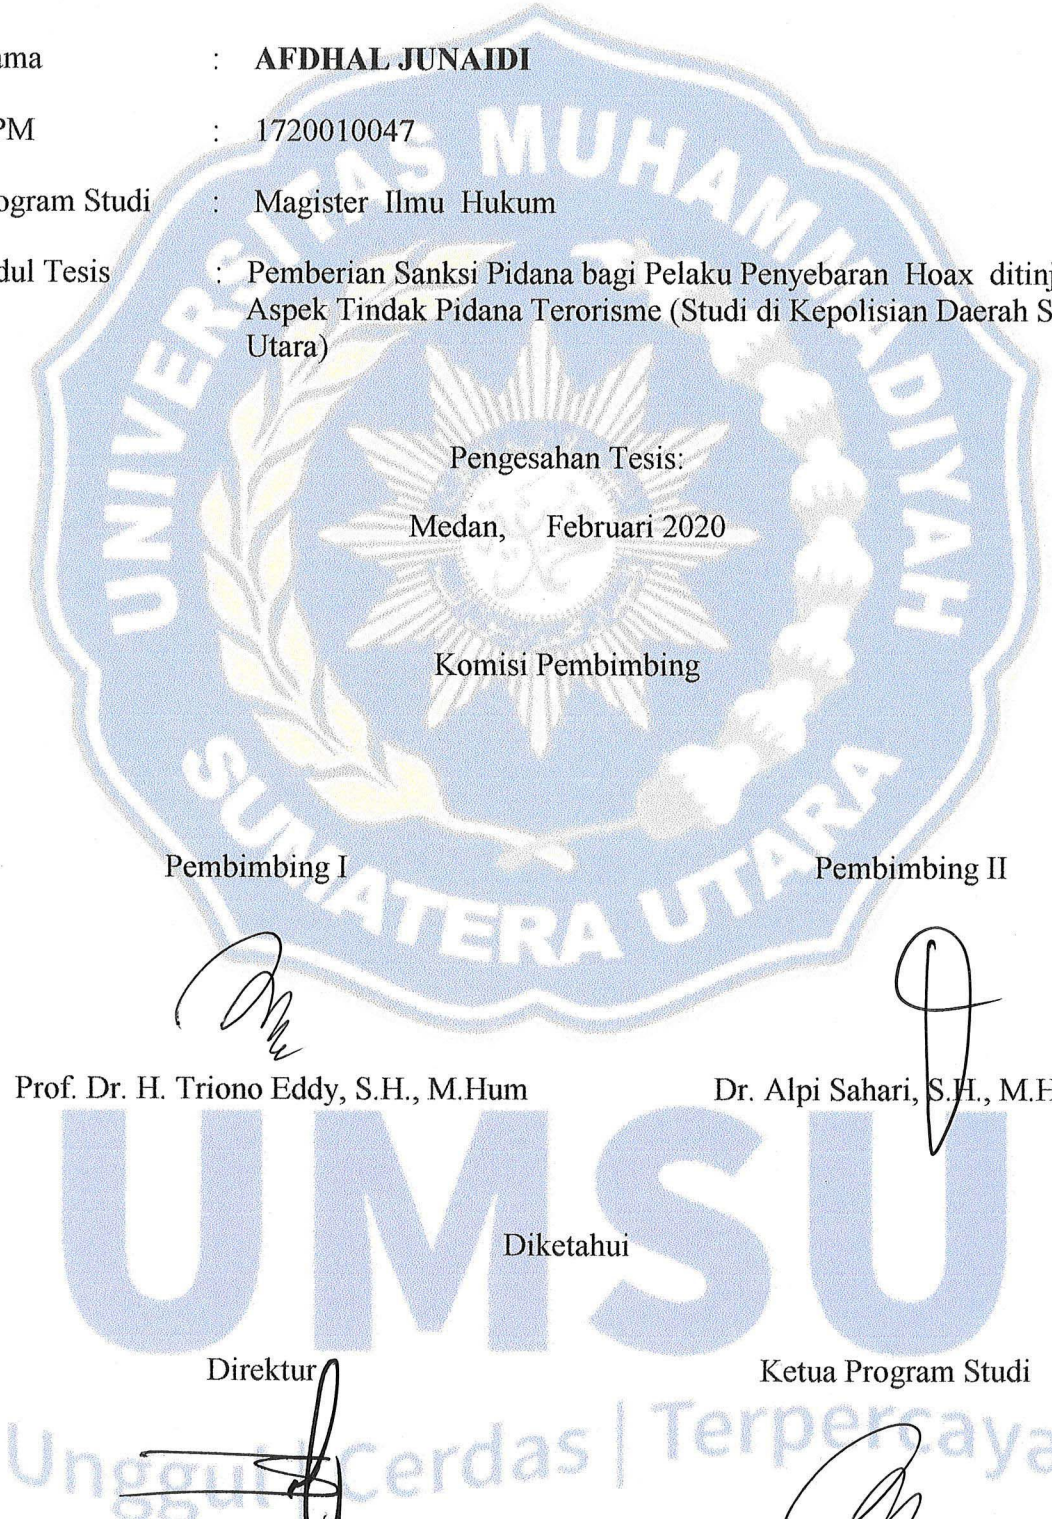 ama : AFDHAL JUNAIDI
PM : 1720010047
ogram Studi : Magister Ilmu Hukum
dul Tesis : Pemberian Sanksi Pidana bagi Pelaku Penyebaran Hoax ditinj
Aspek Tindak Pidana Terorisme (Studi di Kepolisian Daerah S
Utara)
Pengesahan Tesis:
Medan, Februari 2020
Komisi Pembimbing
UNIVERSITAS MUHAMMADIYAH
SUMATERA UTARA
Pembimbing I Pembimbing II
Prof. Dr. H. Triono Eddy, S.H., M.Hum Dr. Alpi Sahari, S.H., M.H
UMSU
Diketahui
Direktur Ketua Program Studi
Unggul | Cerdas | Terpercaya